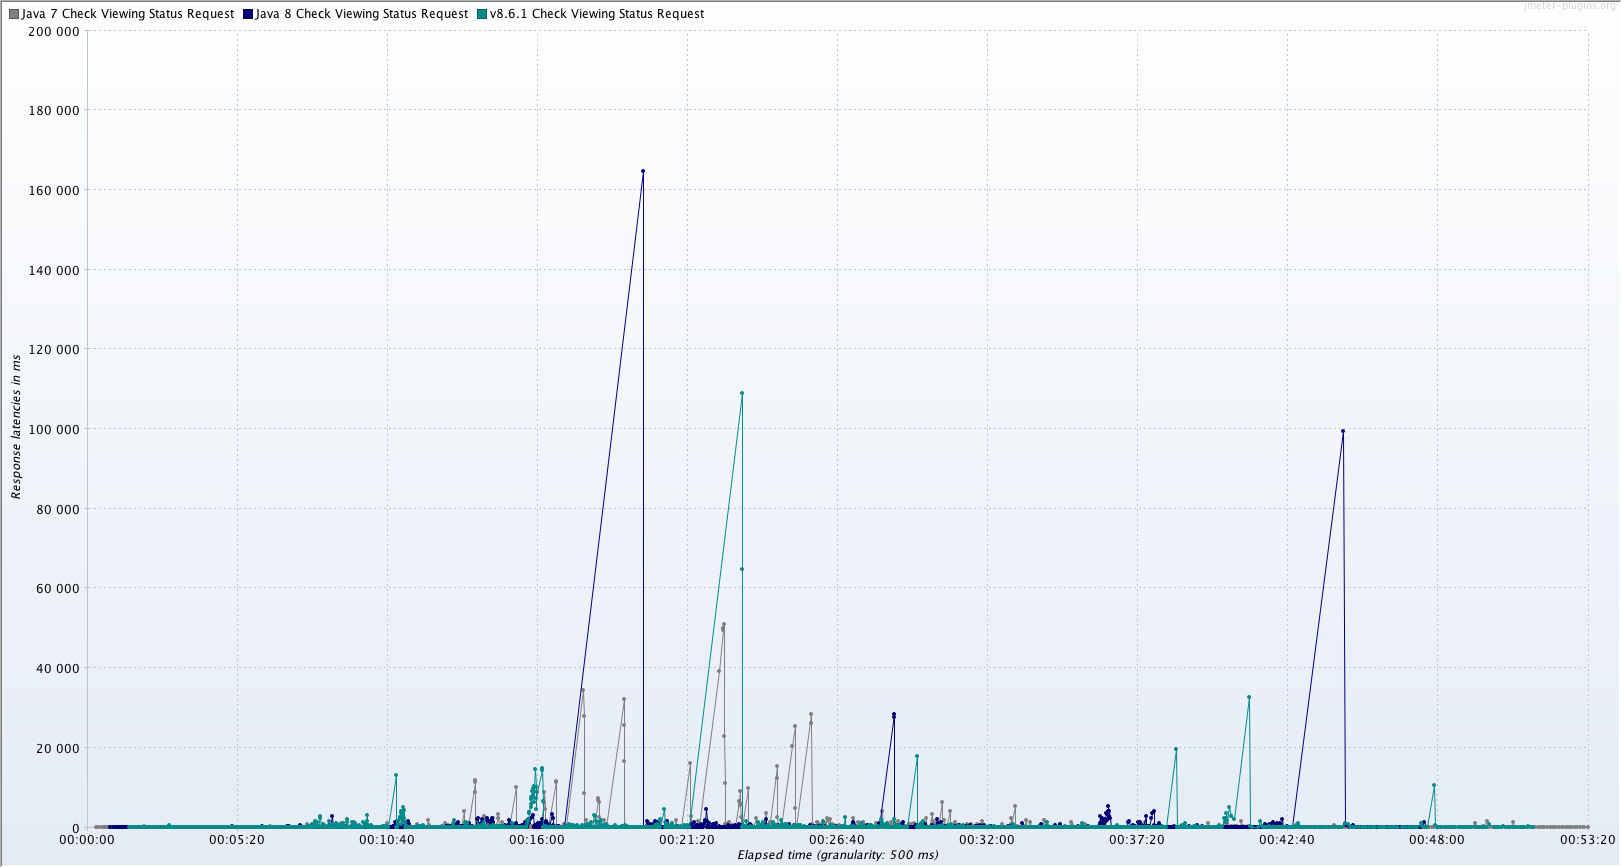 jmeter-plugins.org
Java 7 Check Viewing Status Request Java 8 Check Viewing Status Request v8.6.1 Check Viewing Status Request
200 000
180 000
160 000
140 000
120 000
100 000
80 000
60 000
40 000
20 000
0
Response latencies in ms
00:00:00 00:05:20 00:10:40 00:16:00 00:21:20 00:26:40 00:32:00 00:37:20 00:42:40 00:48:00 00:53:20
Elapsed time (granularity: 500 ms)